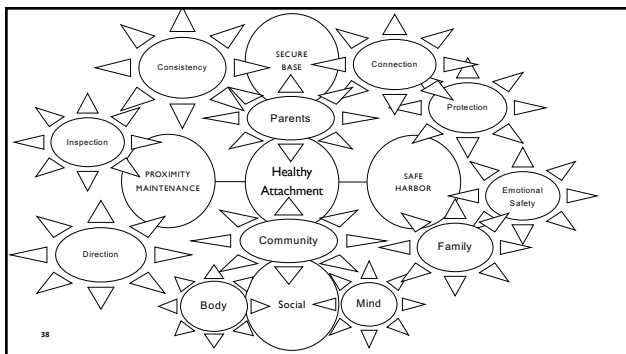 Consistency
SECURE
BASE
Connection
Parents
Protection
Inspection
PROXIMITY
MAINTENANCE
Healthy
Attachment
SAFE
HARBOR
Emotional
Safety
Direction
Community
Family
Body
Social
Mind
38